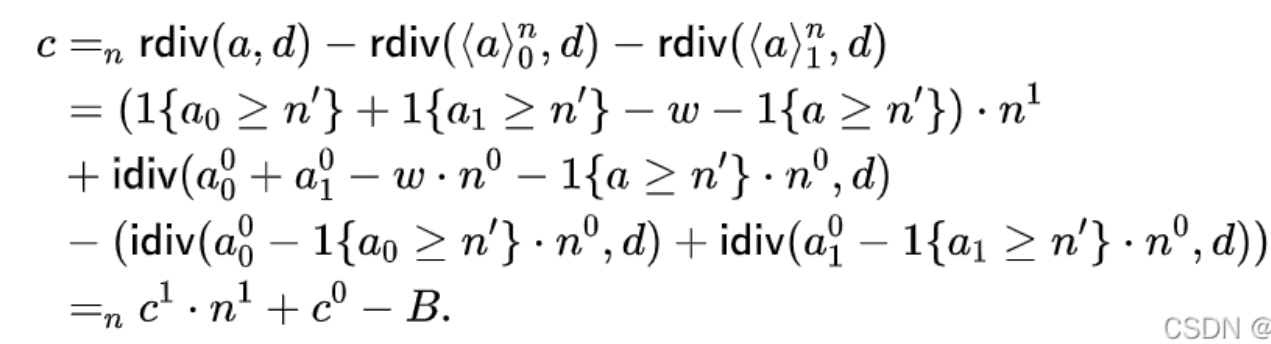 c =ₙ rdiv(a, d) − rdiv(⟨a⟩₀ⁿ, d) − rdiv(⟨a⟩₁ⁿ, d)
= (1{a₀ ≥ n′} + 1{a₁ ≥ n′} − w − 1{a ≥ n′}) · n¹
+ idiv(a₀⁰ + a₁⁰ − w · n⁰ − 1{a ≥ n′} · n⁰, d)
− (idiv(a₀⁰ − 1{a₀ ≥ n′} · n⁰, d) + idiv(a₁⁰ − 1{a₁ ≥ n′} · n⁰, d))
=ₙ c¹ · n¹ + c⁰ − B.
CSDN @